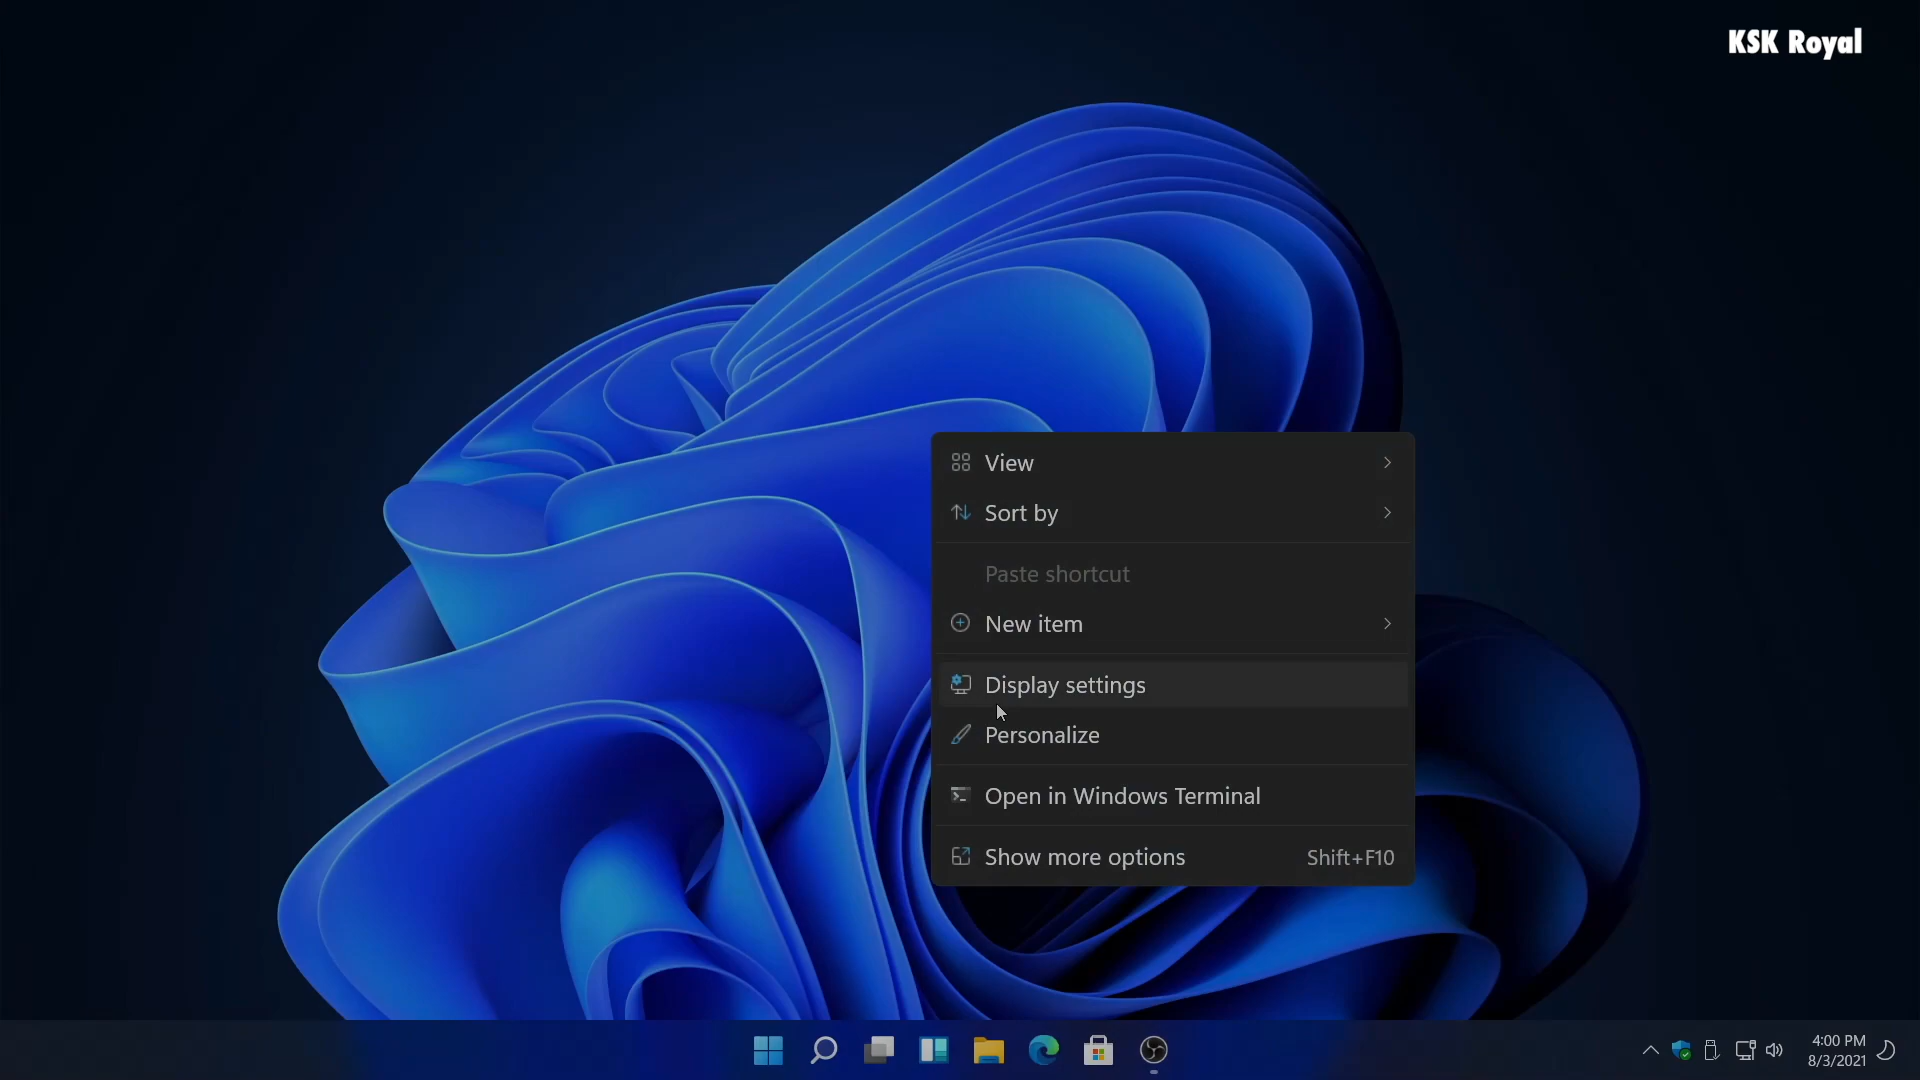 KSK Royal
View
Sort by
Paste shortcut
New item
Display settings
Personalize
Open in Windows Terminal
Show more options Shift+F10
4:00 PM
8/3/2021